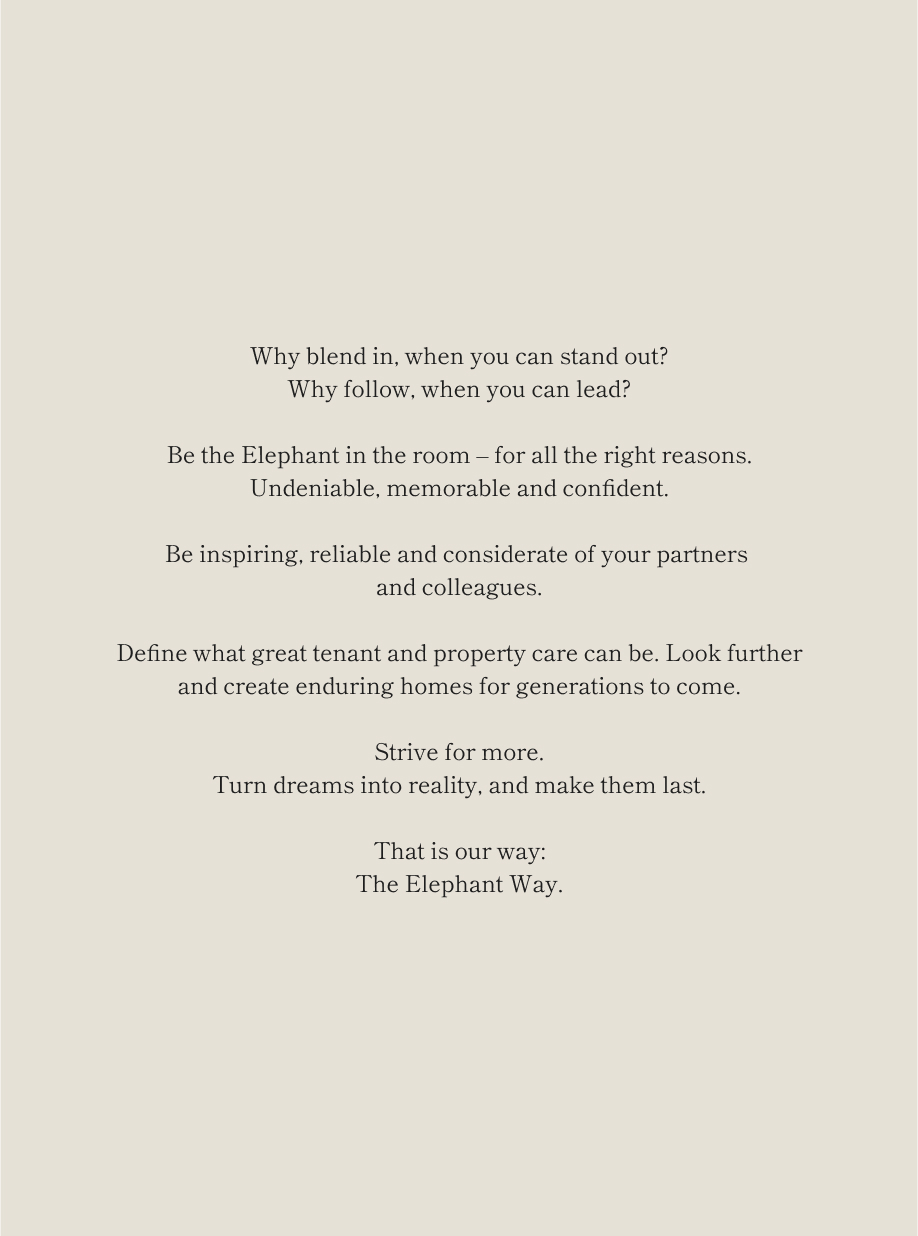 Why blend in, when you can stand out?
Why follow, when you can lead?
Be the Elephant in the room – for all the right reasons.
Undeniable, memorable and confident.
Be inspiring, reliable and considerate of your partners
and colleagues.
Define what great tenant and property care can be. Look further
and create enduring homes for generations to come.
Strive for more.
Turn dreams into reality, and make them last.
That is our way:
The Elephant Way.